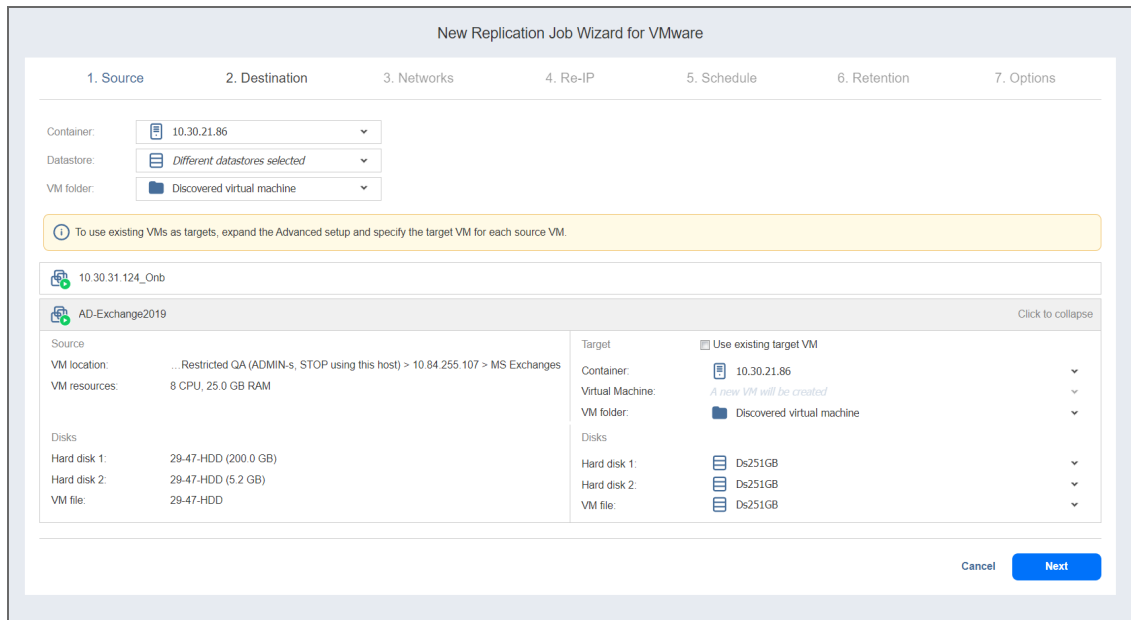 New Replication Job Wizard for VMware
1. Source 2. Destination 3. Networks 4. Re-IP 5. Schedule 6. Retention 7. Options
Container: 10.30.21.86
Datastore: Different datastores selected
VM folder: Discovered virtual machine
To use existing VMs as targets, expand the Advanced setup and specify the target VM for each source VM.
10.30.31.124_Onb
AD-Exchange2019 Click to collapse
Source
VM location: ...Restricted QA (ADMIN-s, STOP using this host) > 10.84.255.107 > MS Exchanges
VM resources: 8 CPU, 25.0 GB RAM
Disks
Hard disk 1: 29-47-HDD (200.0 GB)
Hard disk 2: 29-47-HDD (5.2 GB)
VM file: 29-47-HDD
Target Use existing target VM
Container: 10.30.21.86
Virtual Machine: A new VM will be created
VM folder: Discovered virtual machine
Disks
Hard disk 1: Ds251GB
Hard disk 2: Ds251GB
VM file: Ds251GB
Cancel Next